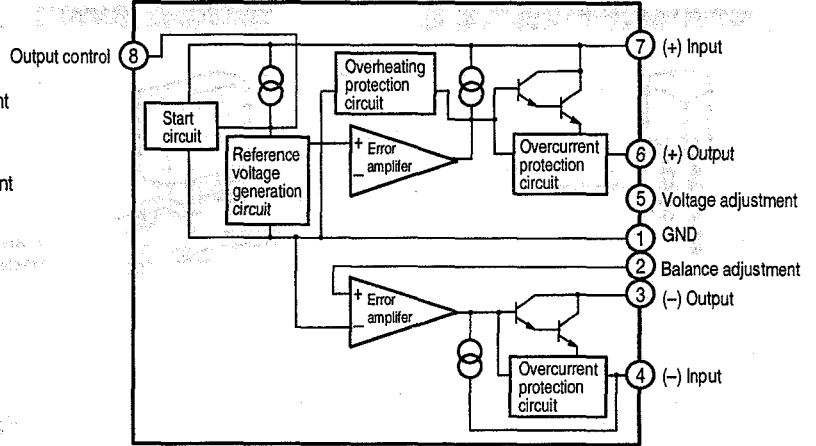 Output control 8
7 (+) Input
Overheating
protection
circuit
Start
circuit
nt
+ Error
amplifer
−
Reference
voltage
generation
circuit
Overcurrent
protection
circuit
6 (+) Output
nt
5 Voltage adjustment
1 GND
2 Balance adjustment
+ Error
amplifer
−
3 (−) Output
Overcurrent
protection
circuit
4 (−) Input